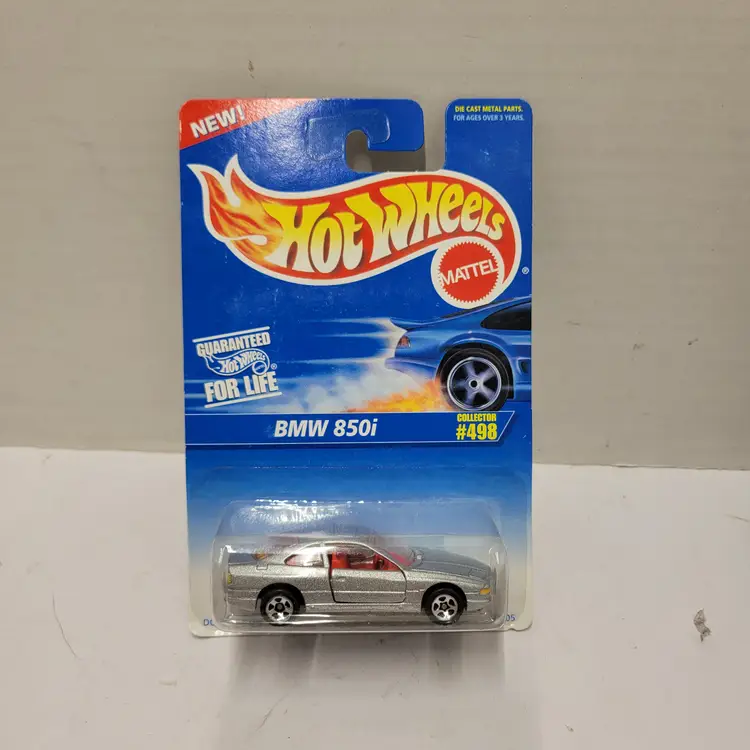 NEW!
DIE CAST METAL PARTS.
FOR AGES OVER 3 YEARS.
HOT WHEELS
MATTEL
®
GUARANTEED
HOT WHEELS
®
FOR LIFE
BMW 850i
COLLECTOR
#498